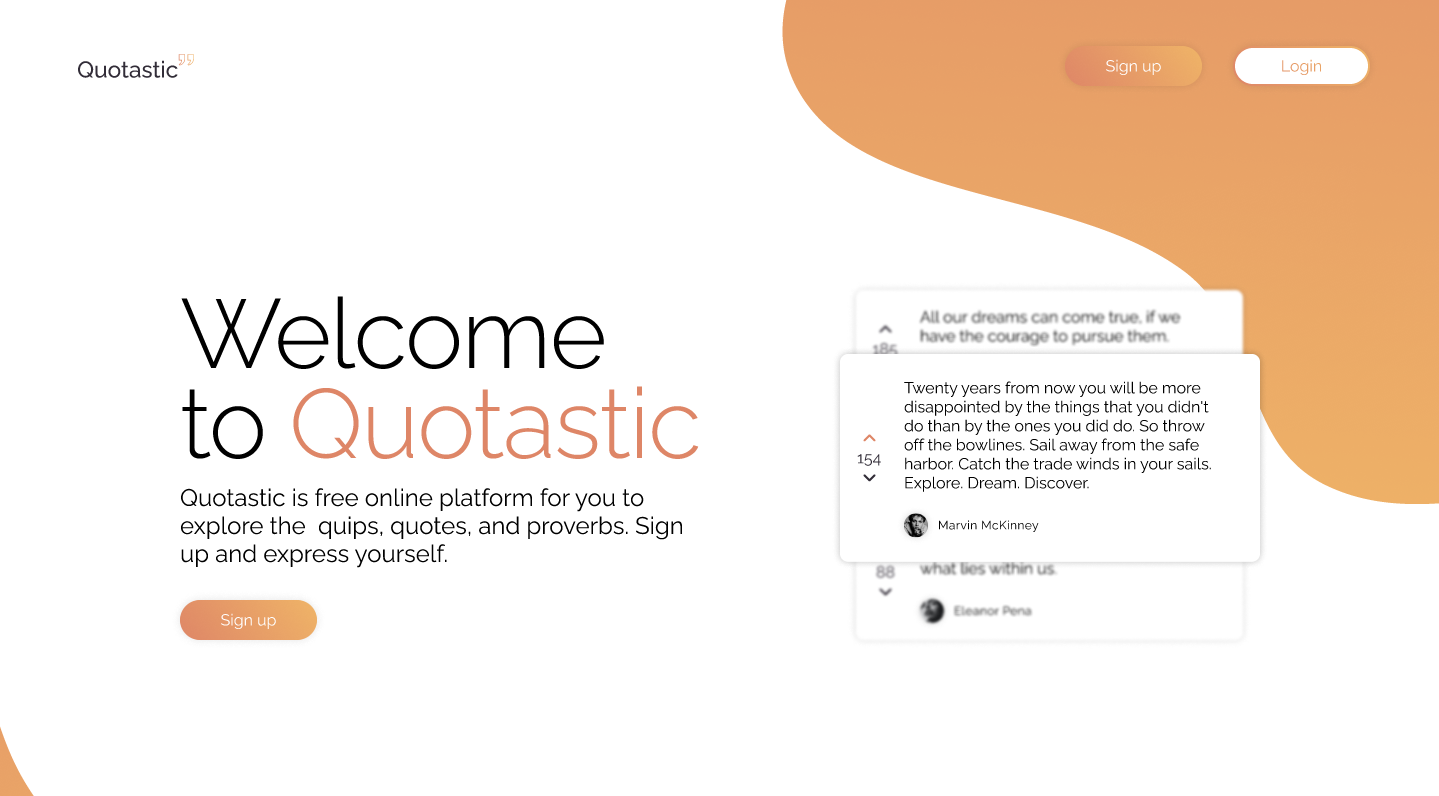 Quotastic
Sign up
Login
Welcome
to Quotastic
Quotastic is free online platform for you to
explore the  quips, quotes, and proverbs. Sign
up and express yourself.
Sign up
All our dreams can come true, if we
have the courage to pursue them.
185
Twenty years from now you will be more
disappointed by the things that you didn't
do than by the ones you did do. So throw
off the bowlines. Sail away from the safe
harbor. Catch the trade winds in your sails.
Explore. Dream. Discover.
154
Marvin McKinney
what lies within us.
88
Eleanor Pena